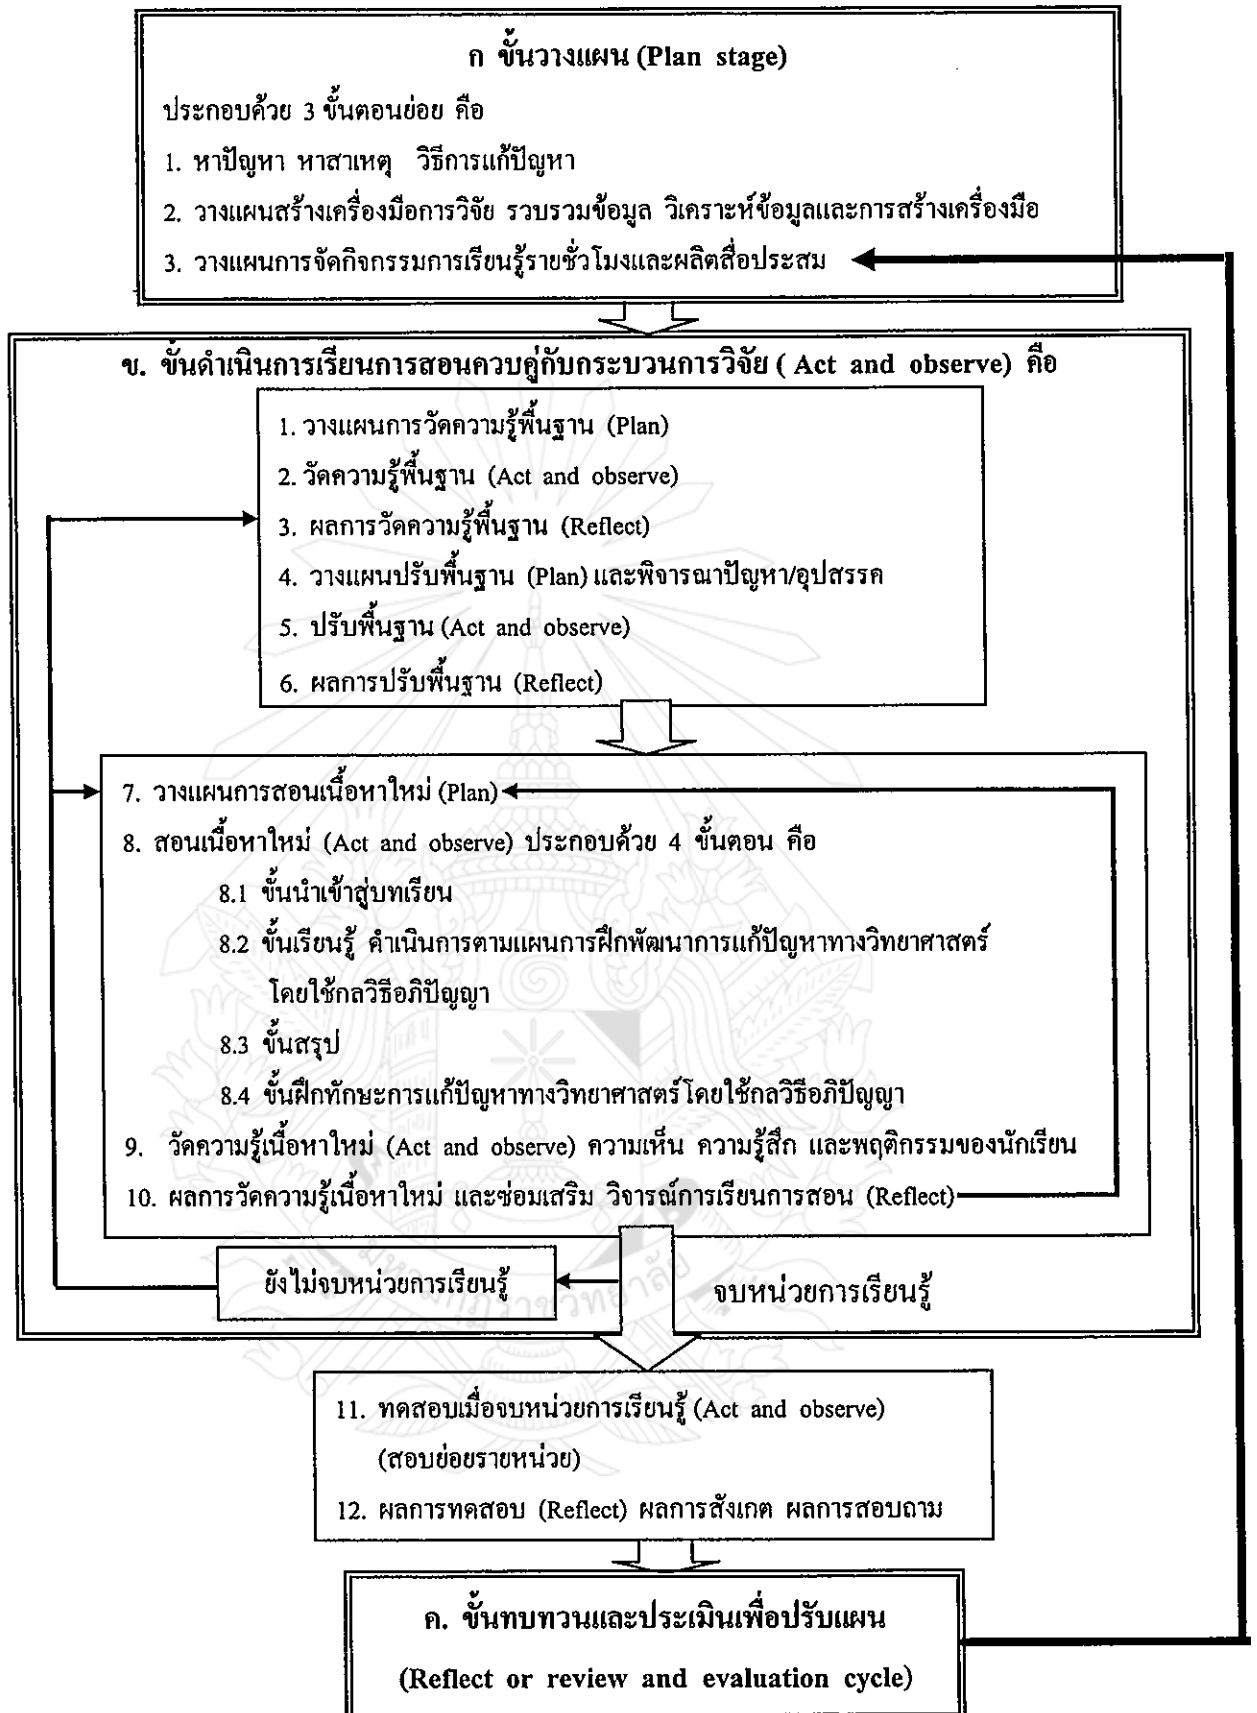 ก ขั้นวางแผน (Plan stage)
ประกอบด้วย 3 ขั้นตอนย่อย คือ
1. หาปัญหา หาสาเหตุ วิธีการแก้ปัญหา
2. วางแผนสร้างเครื่องมือการวิจัย รวบรวมข้อมูล วิเคราะห์ข้อมูลและการสร้างเครื่องมือ
3. วางแผนการจัดกิจกรรมการเรียนรู้รายชั่วโมงและผลิตสื่อประสม
ข. ขั้นดำเนินการเรียนการสอนควบคู่กับกระบวนการวิจัย ( Act and observe) คือ
1. วางแผนการวัดความรู้พื้นฐาน (Plan)
2. วัดความรู้พื้นฐาน (Act and observe)
3. ผลการวัดความรู้พื้นฐาน (Reflect)
4. วางแผนปรับพื้นฐาน (Plan) และพิจารณาปัญหา/อุปสรรค
5. ปรับพื้นฐาน (Act and observe)
6. ผลการปรับพื้นฐาน (Reflect)
7. วางแผนการสอนเนื้อหาใหม่ (Plan)
8. สอนเนื้อหาใหม่ (Act and observe) ประกอบด้วย 4 ขั้นตอน คือ
8.1 ขั้นนำเข้าสู่บทเรียน
8.2 ขั้นเรียนรู้ ดำเนินการตามแผนการฝึกพัฒนาการแก้ปัญหาทางวิทยาศาสตร์
โดยใช้กลวิธีอภิปัญญา
8.3 ขั้นสรุป
8.4 ขั้นฝึกทักษะการแก้ปัญหาทางวิทยาศาสตร์โดยใช้กลวิธีอภิปัญญา
9. วัดความรู้เนื้อหาใหม่ (Act and observe) ความเห็น ความรู้สึก และพฤติกรรมของนักเรียน
10. ผลการวัดความรู้เนื้อหาใหม่ และซ่อมเสริม วิจารณ์การเรียนการสอน (Reflect)
ยังไม่จบหน่วยการเรียนรู้
จบหน่วยการเรียนรู้
11. ทดสอบเมื่อจบหน่วยการเรียนรู้ (Act and observe)
(สอบย่อยรายหน่วย)
12. ผลการทดสอบ (Reflect) ผลการสังเกต ผลการสอบถาม
ค. ขั้นทบทวนและประเมินเพื่อปรับแผน
(Reflect or review and evaluation cycle)